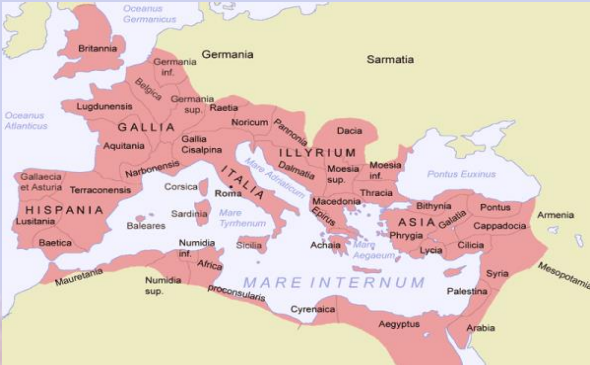 Oceanus
Germanicus
Britannia
Germania
Sarmatia
Germania
inf.
Belgica
Oceanus
Atlanticus
Lugdunensis
Germania
sup.
Raetia
Noricum
Pannonia
Dacia
GALLIA
Aquitania
Gallia
Cisalpina
ILLYRIUM
Dalmatia
Moesia
sup.
Moesia
inf.
Pontus Euxinus
Narbonensis
ITALIA
Mare Adriaticum
Gallaecia
et Asturia
Terraconensis
Corsica
Roma
Macedonia
Thracia
Bithynia
Pontus
HISPANIA
Lusitania
Baetica
Baleares
Sardinia
Mare
Tyrrhenum
Epirus
ASIA
Galatia
Cappadocia
Armenia
Phrygia
Lycia
Cilicia
Numidia
inf.
Sicilia
Achaia
Mare
Aegaeum
Mesopotamia
Mauretania
Numidia
sup.
Africa
proconsularis
MARE INTERNUM
Syria
Palestina
Cyrenaica
Aegyptus
Arabia